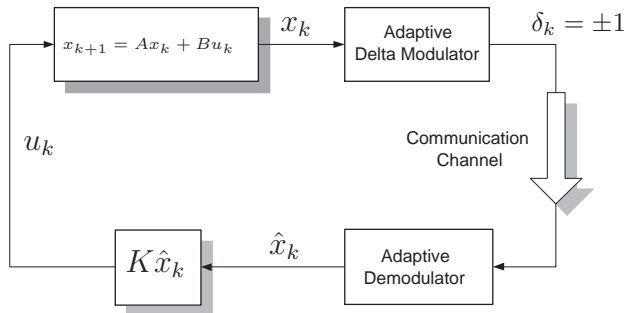 x_{k+1} = Ax_k + Bu_k
x_k
Adaptive
Delta Modulator
δ_k = ±1
u_k
Communication
Channel
Kx̂_k
x̂_k
Adaptive
Demodulator